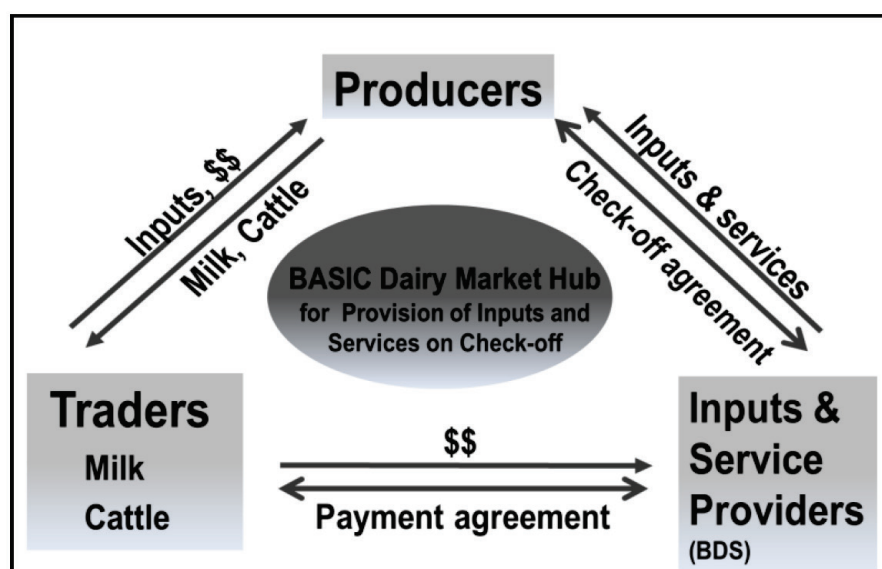 Producers
Inputs, $$
Milk, Cattle
Inputs & services
Check-off agreement
BASIC Dairy Market Hub
for Provision of Inputs and
Services on Check-off
Traders
Milk
Cattle
$$
Payment agreement
Inputs &
Service
Providers
(BDS)